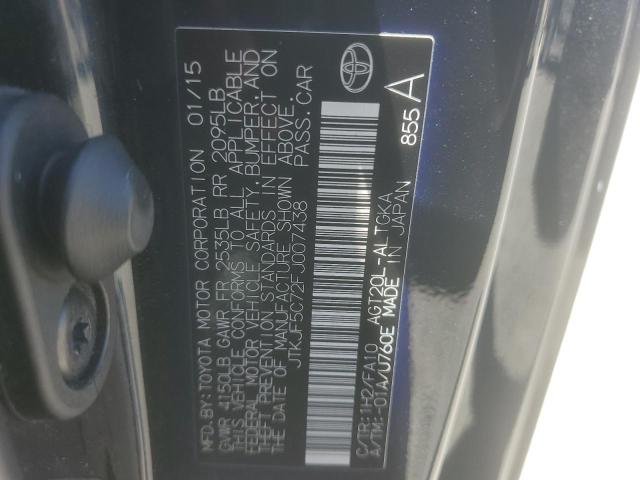 MFD.BY:TOYOTA MOTOR CORPORATION 01/15
GVWR 4150LB GAWR FR 2535LB RR 2095LB
THIS VEHICLE CONFORMS TO ALL APPLICABLE
FEDERAL MOTOR VEHICLE SAFETY, BUMPER, AND
THEFT PREVENTION STANDARDS IN EFFECT ON
THE DATE OF MANUFACTURE SHOWN ABOVE.
JTKJF5C72FJ007438 PASS.CAR
C/TR:1H2/FA10 AGT20L-ALTGKA
A/TM:-01A/U760E MADE IN JAPAN
855A